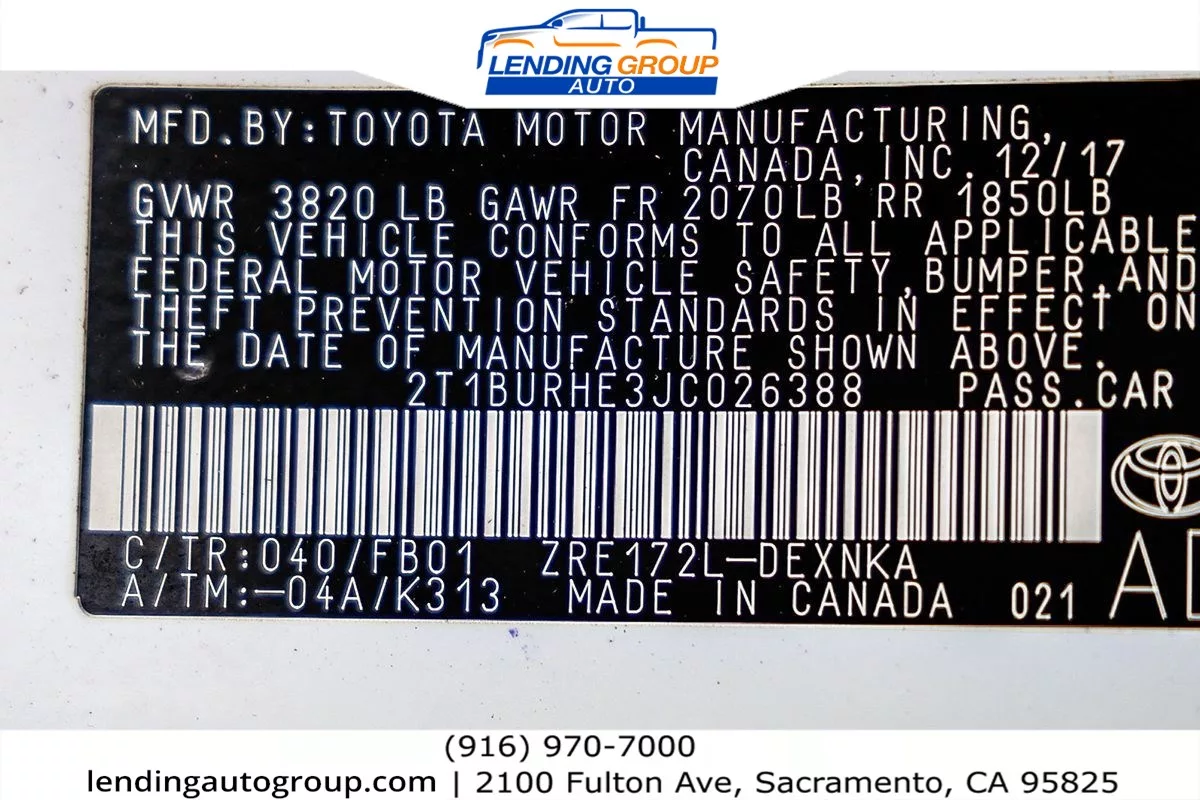 LENDING GROUP
AUTO
MFD.BY:TOYOTA MOTOR MANUFACTURING,
CANADA,INC. 12/17
GVWR 3820LB GAWR FR 2070LB RR 1850LB
THIS VEHICLE CONFORMS TO ALL APPLICABLE
FEDERAL MOTOR VEHICLE SAFETY,BUMPER,AND
THEFT PREVENTION STANDARDS IN EFFECT ON
THE DATE OF MANUFACTURE SHOWN ABOVE.
2T1BURHE3JC026388 PASS.CAR
C/TR:040/FB01 ZRE172L-DEXNKA
A/TM:-04A/K313 MADE IN CANADA 021
(916) 970-7000
lendingautogroup.com | 2100 Fulton Ave, Sacramento, CA 95825